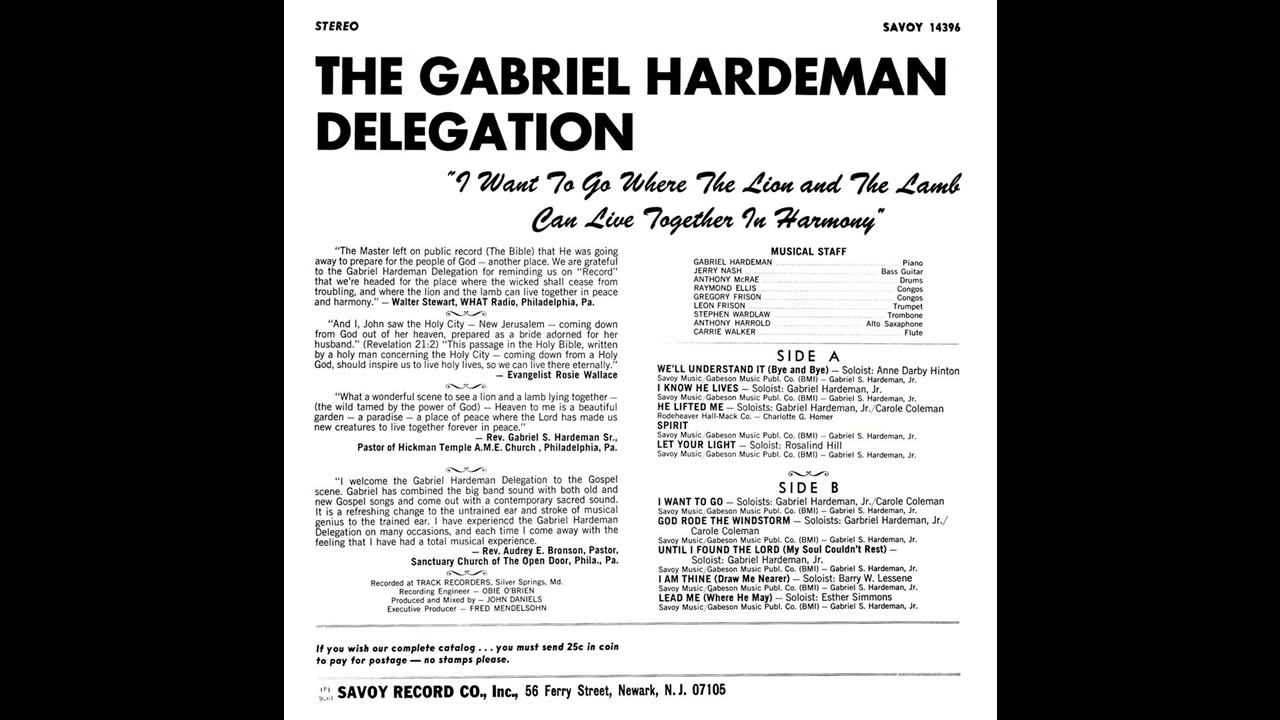 STEREO
SAVOY 14396
THE GABRIEL HARDEMAN
DELEGATION
"I Want To Go Where The Lion and The Lamb
Can Live Together In Harmony"
"The Master left on public record (The Bible) that He was going
away to prepare for the people of God — another place. We are grateful
to the Gabriel Hardeman Delegation for reminding us on "Record"
that we're headed for the place where the wicked shall cease from
troubling, and where the lion and the lamb can live together in peace
and harmony." — Walter Stewart, WHAT Radio, Philadelphia, Pa.
"And I, John saw the Holy City — New Jerusalem — coming down
from God out of her heaven, prepared as a bride adorned for her
husband." (Revelation 21:2) "This passage in the Holy Bible, written
by a holy man concerning the Holy City — coming down from a Holy
God, should inspire us to live holy lives, so we can live there eternally."
— Evangelist Rosie Wallace
"What a wonderful scene to see a lion and a lamb lying together —
(the wild tamed by the power of God) — Heaven to me is a beautiful
garden — a paradise — a place of peace where the Lord has made us
new creatures to live together forever in peace."
— Rev. Gabriel S. Hardeman Sr.,
Pastor of Hickman Temple A.M.E. Church , Philadelphia, Pa.
"I welcome the Gabriel Hardeman Delegation to the Gospel
scene. Gabriel has combined the big band sound with both old and
new Gospel songs and come out with a contemporary sacred sound.
It is a refreshing change to the untrained ear and stroke of musical
genius to the trained ear. I have experiencd the Gabriel Hardeman
Delegation on many occasions, and each time I come away with the
feeling that I have had a total musical experience.
— Rev. Audrey E. Bronson, Pastor,
Sanctuary Church of The Open Door, Phila., Pa.
Recorded at TRACK RECORDERS, Silver Springs, Md.
Recording Engineer — OBIE O'BRIEN
Produced and Mixed by — JOHN DANIELS
Executive Producer — FRED MENDELSOHN
MUSICAL STAFF
GABRIEL HARDEMAN Piano
JERRY NASH Bass Guitar
ANTHONY McRAE Drums
RAYMOND ELLIS Congos
GREGORY FRISON Congos
LEON FRISON Trumpet
STEPHEN WARDLAW Trombone
ANTHONY HARROLD Alto Saxaphone
CARRIE WALKER Flute
SIDE A
WE'LL UNDERSTAND IT (Bye and Bye) — Soloist: Anne Darby Hinton
Savoy Music/Gabeson Music Publ. Co. (BMI) — Gabriel S. Hardeman, Jr.
I KNOW HE LIVES — Soloist: Gabriel Hardeman, Jr.
Savoy Music/Gabeson Music Publ. Co. (BMI) — Gabriel S. Hardeman, Jr.
HE LIFTED ME — Soloists: Gabriel Hardeman, Jr./Carole Coleman
Rodeheaver Hall-Mack Co. — Charlotte G. Homer
SPIRIT
Savoy Music/Gabeson Music Publ. Co. (BMI) — Gabriel S. Hardeman, Jr.
LET YOUR LIGHT — Soloist: Rosalind Hill
Savoy Music/Gabeson Music Publ. Co. (BMI) — Gabriel S. Hardeman, Jr.
SIDE B
I WANT TO GO — Soloists: Gabriel Hardeman, Jr./Carole Coleman
Savoy Music/Gabeson Music Publ. Co. (BMI) — Gabriel S. Hardeman, Jr.
GOD RODE THE WINDSTORM — Soloists: Garbriel Hardeman, Jr./
Carole Coleman
Savoy Music/Gabeson Music Publ. Co. (BMI) — Gabriel S. Hardeman, Jr.
UNTIL I FOUND THE LORD (My Soul Couldn't Rest) —
Soloist: Gabriel Hardeman, Jr.
Savoy Music/Gabeson Music Publ. Co. (BMI) — Gabriel S. Hardeman, Jr.
I AM THINE (Draw Me Nearer) — Soloist: Barry W. Lessene
Savoy Music/Gabeson Music Publ. Co. (BMI) — Gabriel S. Hardeman, Jr.
LEAD ME (Where He May) — Soloist: Esther Simmons
Savoy Music/Gabeson Music Publ. Co. (BMI) — Gabriel S. Hardeman, Jr.
If you wish our complete catalog . . . you must send 25c in coin
to pay for postage — no stamps please.
(P)
SAVOY RECORD CO., Inc., 56 Ferry Street, Newark, N.J. 07105